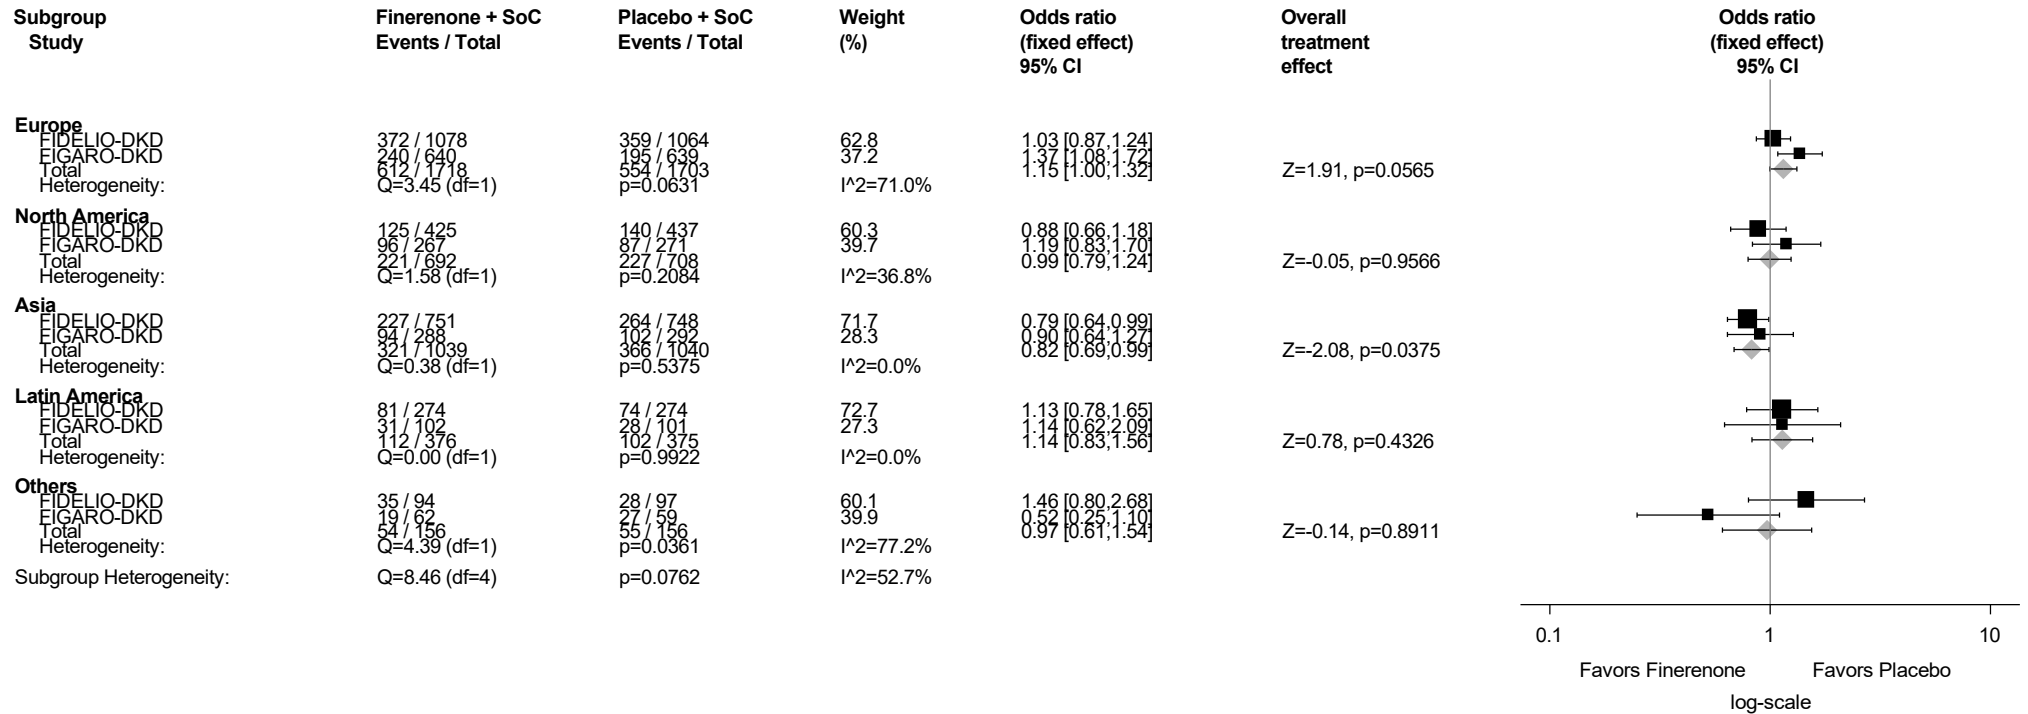 Subgroup Finerenone + SoC Placebo + SoC Weight Odds ratio Overall Odds ratio
Study Events / Total Events / Total (%) (fixed effect) treatment (fixed effect)
95% CI effect 95% CI
Europe
FIDELIO-DKD 372 / 1078 359 / 1064 62.8 1.03 [0.87,1.24]
FIGARO-DKD 240 / 640 195 / 639 37.2 1.37 [1.08,1.72]
Total 612 / 1718 554 / 1703 1.15 [1.00,1.32] Z=1.91, p=0.0565
Heterogeneity: Q=3.45 (df=1) p=0.0631 I^2=71.0%
North America
FIDELIO-DKD 125 / 425 140 / 437 60.3 0.88 [0.66,1.18]
FIGARO-DKD 96 / 267 87 / 271 39.7 1.19 [0.83,1.70]
Total 221 / 692 227 / 708 0.99 [0.79,1.24] Z=-0.05, p=0.9566
Heterogeneity: Q=1.58 (df=1) p=0.2084 I^2=36.8%
Asia
FIDELIO-DKD 227 / 751 264 / 748 71.7 0.79 [0.64,0.99]
FIGARO-DKD 94 / 288 102 / 292 28.3 0.90 [0.64,1.27]
Total 321 / 1039 366 / 1040 0.82 [0.69,0.99] Z=-2.08, p=0.0375
Heterogeneity: Q=0.38 (df=1) p=0.5375 I^2=0.0%
Latin America
FIDELIO-DKD 81 / 274 74 / 274 72.7 1.13 [0.78,1.65]
FIGARO-DKD 31 / 102 28 / 101 27.3 1.14 [0.62,2.09]
Total 112 / 376 102 / 375 1.14 [0.83,1.56] Z=0.78, p=0.4326
Heterogeneity: Q=0.00 (df=1) p=0.9922 I^2=0.0%
Others
FIDELIO-DKD 35 / 94 28 / 97 60.1 1.46 [0.80,2.68]
FIGARO-DKD 19 / 62 27 / 59 39.9 0.52 [0.25,1.10]
Total 54 / 156 55 / 156 0.97 [0.61,1.54] Z=-0.14, p=0.8911
Heterogeneity: Q=4.39 (df=1) p=0.0361 I^2=77.2%
Subgroup Heterogeneity: Q=8.46 (df=4) p=0.0762 I^2=52.7%
0.1 1 10
Favors Finerenone Favors Placebo
log-scale